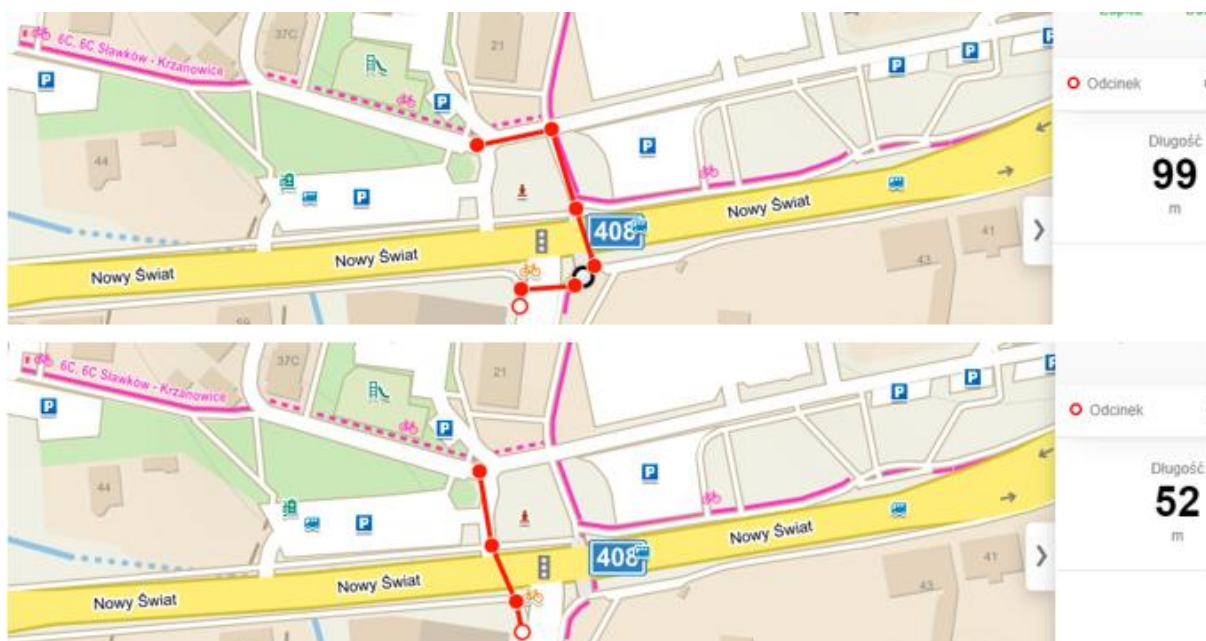 6C, 6C Sławków - Krzanowice
37C
21
P
P
P
P
P
P
44
408
Nowy Świat
Nowy Świat
Nowy Świat
41
43
Odcinek
Długość
99
m
6C, 6C Sławków - Krzanowice
37C
21
P
P
P
P
P
P
44
408
Nowy Świat
Nowy Świat
Nowy Świat
41
43
Odcinek
Długość
52
m